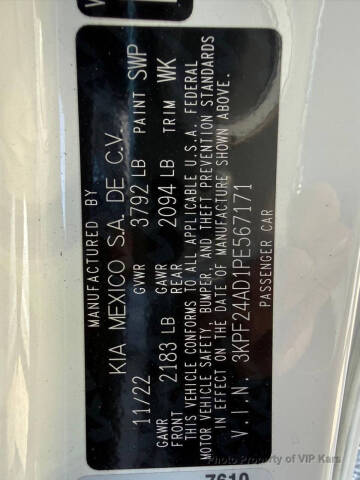 MANUFACTURED BY
KIA MEXICO S.A. DE C.V.
11/22 GVWR 3792 LB PAINT SWP
GAWR FRONT 2183 LB GAWR REAR 2094 LB TRIM WK
THIS VEHICLE CONFORMS TO ALL APPLICABLE U.S.A. FEDERAL
MOTOR VEHICLE SAFETY, BUMPER, AND THEFT PREVENTION STANDARDS
IN EFFECT ON THE DATE OF MANUFACTURE SHOWN ABOVE.
V.I.N. 3KPF24AD1PE567171
PASSENGER CAR
7610
Photo Property of VIP Kars